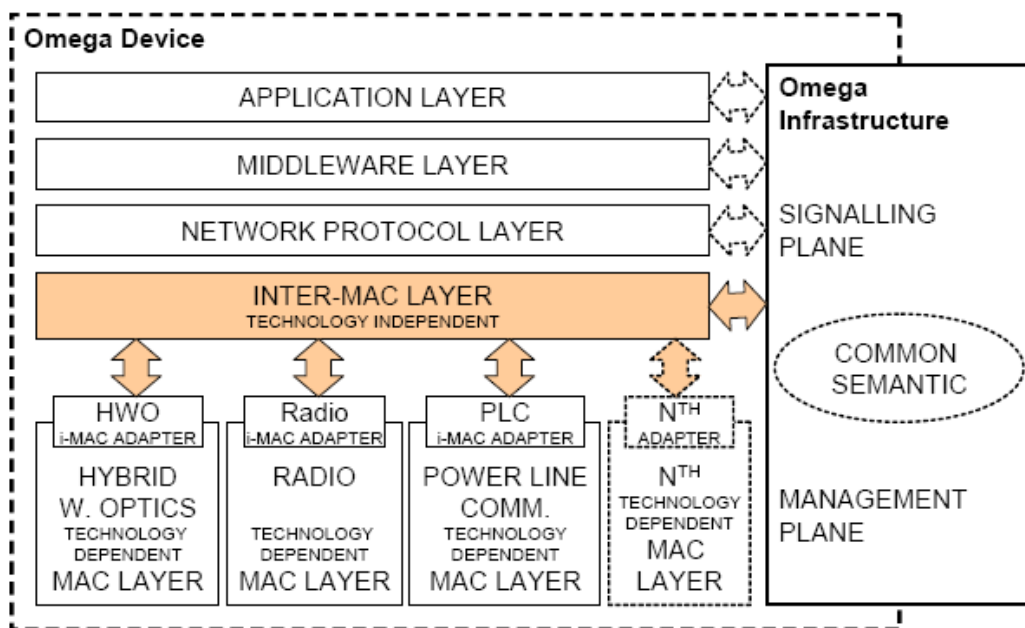 Omega Device
APPLICATION LAYER
MIDDLEWARE LAYER
NETWORK PROTOCOL LAYER
INTER-MAC LAYER
TECHNOLOGY INDEPENDENT
HWO
i-MAC ADAPTER
HYBRID
W. OPTICS
TECHNOLOGY
DEPENDENT
MAC LAYER
Radio
i-MAC ADAPTER
RADIO
TECHNOLOGY
DEPENDENT
MAC LAYER
PLC
i-MAC ADAPTER
POWER LINE
COMM.
TECHNOLOGY
DEPENDENT
MAC LAYER
NTH
ADAPTER
NTH
TECHNOLOGY
DEPENDENT
MAC
LAYER
Omega
Infrastructure
SIGNALLING
PLANE
COMMON
SEMANTIC
MANAGEMENT
PLANE